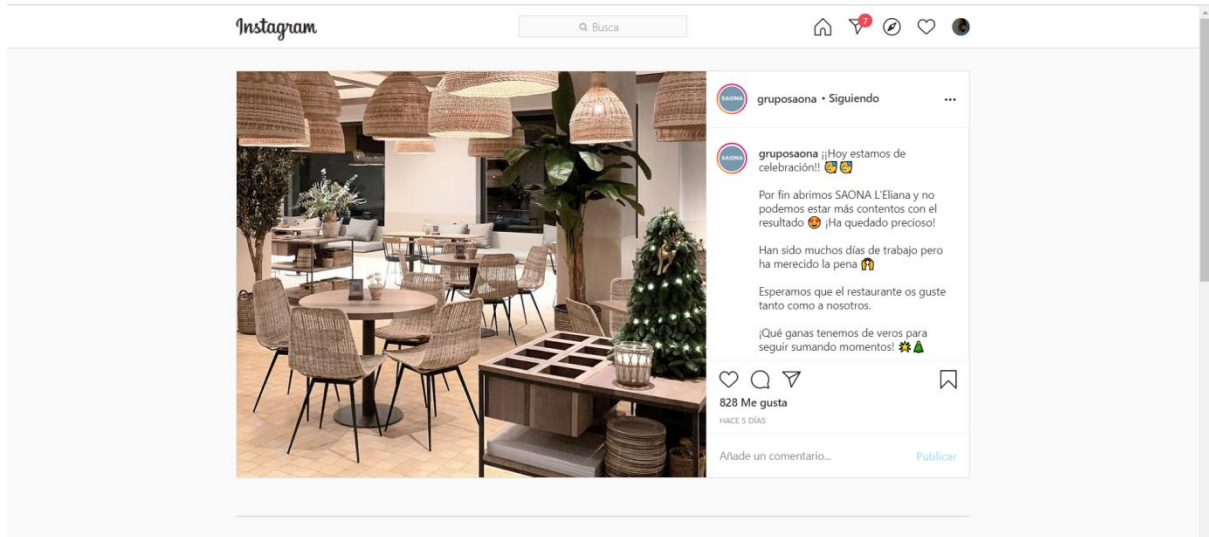 Instagram
Busca
7
SAONA
gruposaona • Siguiendo
SAONA
gruposaona ¡¡Hoy estamos de
celebración!! 🥳🥳
Por fin abrimos SAONA L'Eliana y no
podemos estar más contentos con el
resultado 😍 ¡Ha quedado precioso!
Han sido muchos días de trabajo pero
ha merecido la pena 🙌
Esperamos que el restaurante os guste
tanto como a nosotros.
¡Qué ganas tenemos de veros para
seguir sumando momentos! 💥🎄
828 Me gusta
HACE 5 DÍAS
Añade un comentario... Publicar